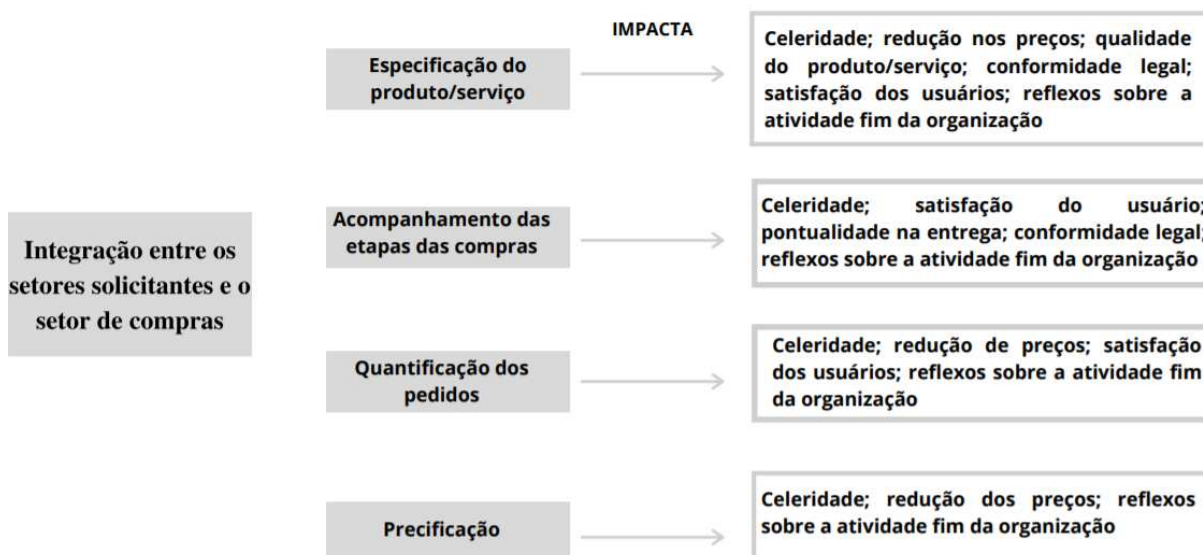 IMPACTA
Especificação do
produto/serviço
Celeridade; redução nos preços; qualidade
do produto/serviço; conformidade legal;
satisfação dos usuários; reflexos sobre a
atividade fim da organização
Integração entre os
setores solicitantes e o
setor de compras
Acompanhamento das
etapas das compras
Celeridade; satisfação do usuário;
pontualidade na entrega; conformidade legal;
reflexos sobre a atividade fim da organização
Quantificação dos
pedidos
Celeridade; redução de preços; satisfação
dos usuários; reflexos sobre a atividade fim
da organização
Precificação
Celeridade; redução dos preços; reflexos
sobre a atividade fim da organização